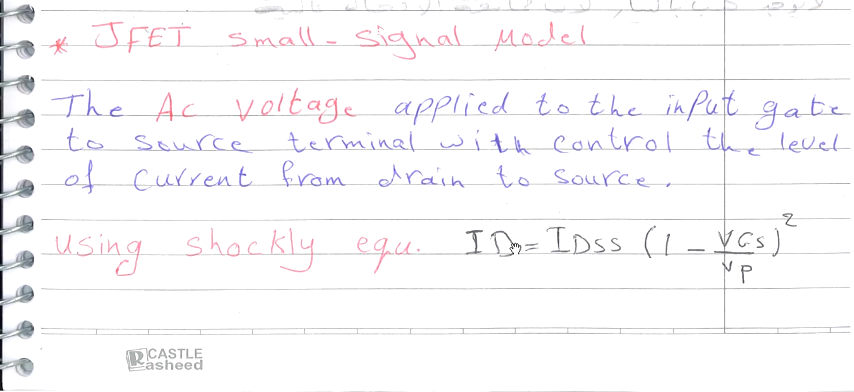 * JFET small-signal Model
The Ac voltage applied to the input gate
to source terminal with control the level
of current from drain to source.
using shockly equ. ID = IDSS (1 - VGS/VP)²
RCASTLE
Rasheed